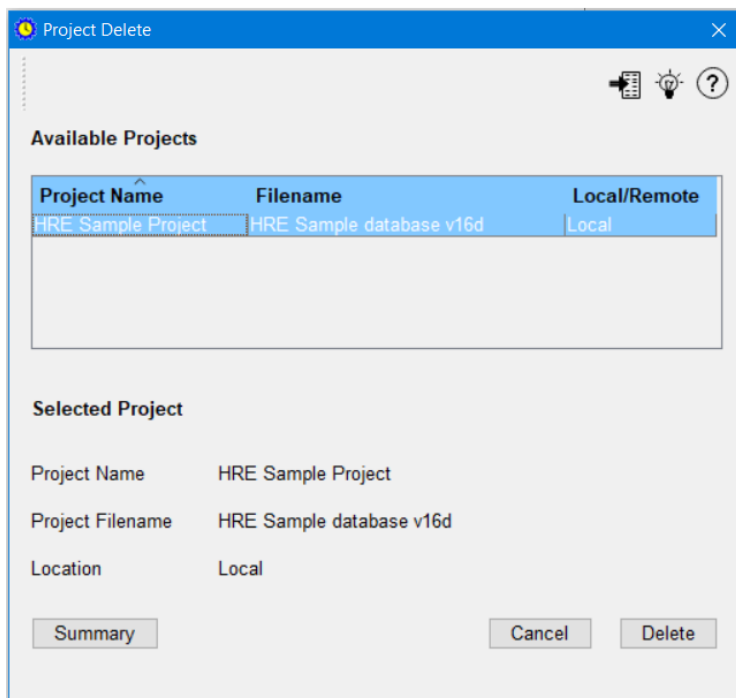 Project Delete
?
Available Projects
Project Name Filename Local/Remote
HRE Sample Project HRE Sample database v16d Local
Selected Project
Project Name HRE Sample Project
Project Filename HRE Sample database v16d
Location Local
Summary Cancel Delete